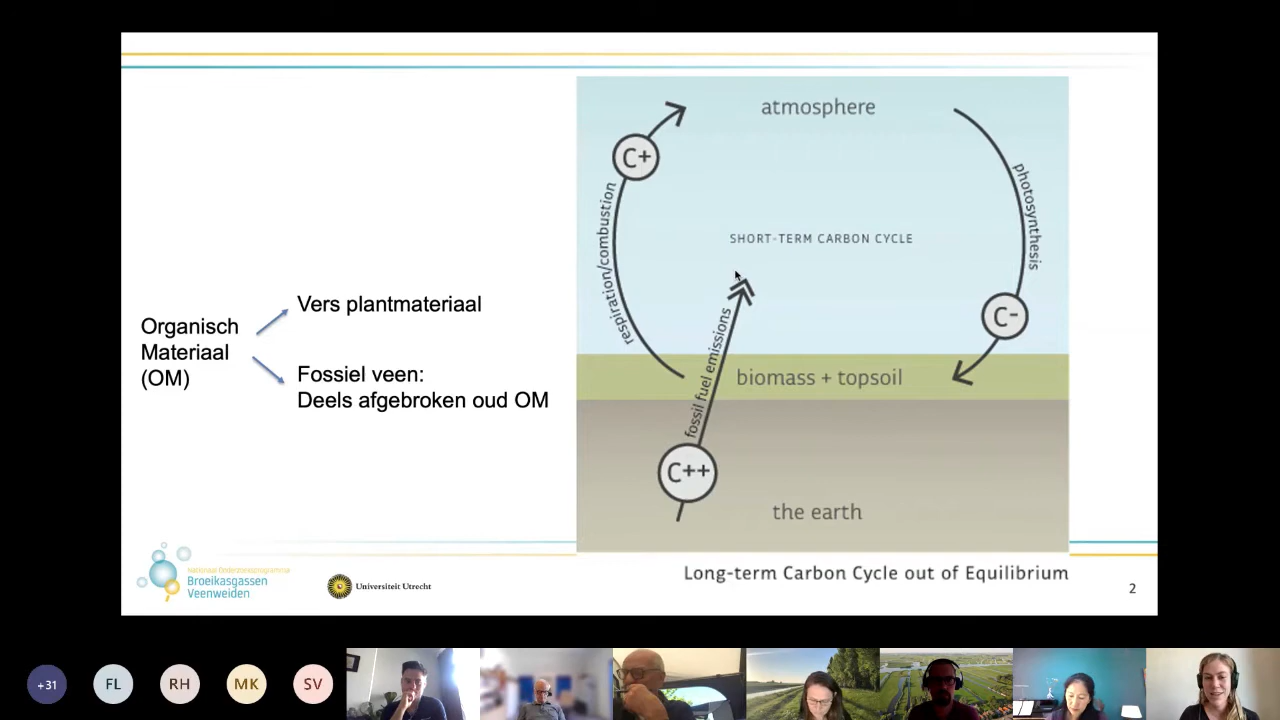 Organisch
Materiaal
(OM)
Vers plantmateriaal
Fossiel veen:
Deels afgebroken oud OM
atmosphere
C+
respiration/combustion
photosynthesis
SHORT-TERM CARBON CYCLE
C-
fossil fuel emissions
biomass + topsoil
C++
the earth
Long-term Carbon Cycle out of Equilibrium
Nationaal Onderzoeksprogramma
Broeikasgassen
Veenweiden
Universiteit Utrecht
2
+31
FL
RH
MK
SV